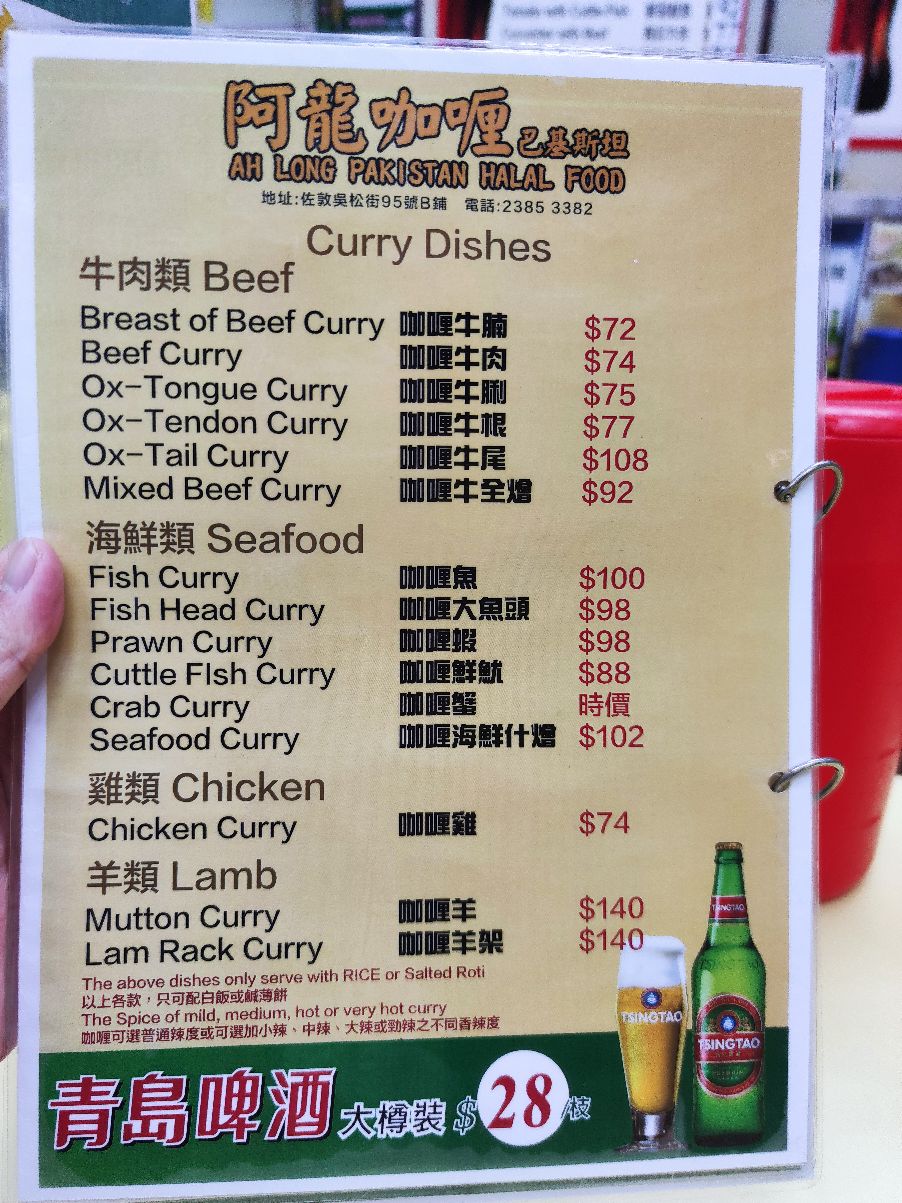 阿龍咖喱 巴基斯坦
AH LONG PAKISTAN HALAL FOOD
地址:佐敦吳松街95號B鋪 電話:2385 3382
Curry Dishes
牛肉類 Beef
Breast of Beef Curry 咖喱牛腩 $72
Beef Curry 咖喱牛肉 $74
Ox-Tongue Curry 咖喱牛脷 $75
Ox-Tendon Curry 咖喱牛根 $77
Ox-Tail Curry 咖喱牛尾 $108
Mixed Beef Curry 咖喱牛全燴 $92
海鮮類 Seafood
Fish Curry 咖喱魚 $100
Fish Head Curry 咖喱大魚頭 $98
Prawn Curry 咖喱蝦 $98
Cuttle FIsh Curry 咖喱鮮魷 $88
Crab Curry 咖喱蟹 時價
Seafood Curry 咖喱海鮮什燴 $102
雞類 Chicken
Chicken Curry 咖喱雞 $74
羊類 Lamb
Mutton Curry 咖喱羊 $140
Lam Rack Curry 咖喱羊架 $140
The above dishes only serve with RICE or Salted Roti
以上各款，只可配白飯或鹹薄餅
The Spice of mild, medium, hot or very hot curry
咖喱可選普通辣度或可選加小辣、中辣、大辣或勁辣之不同香辣度
TSINGTAO
TSINGTAO
TSINGTAO
青島啤酒 大樽裝 $28/枝